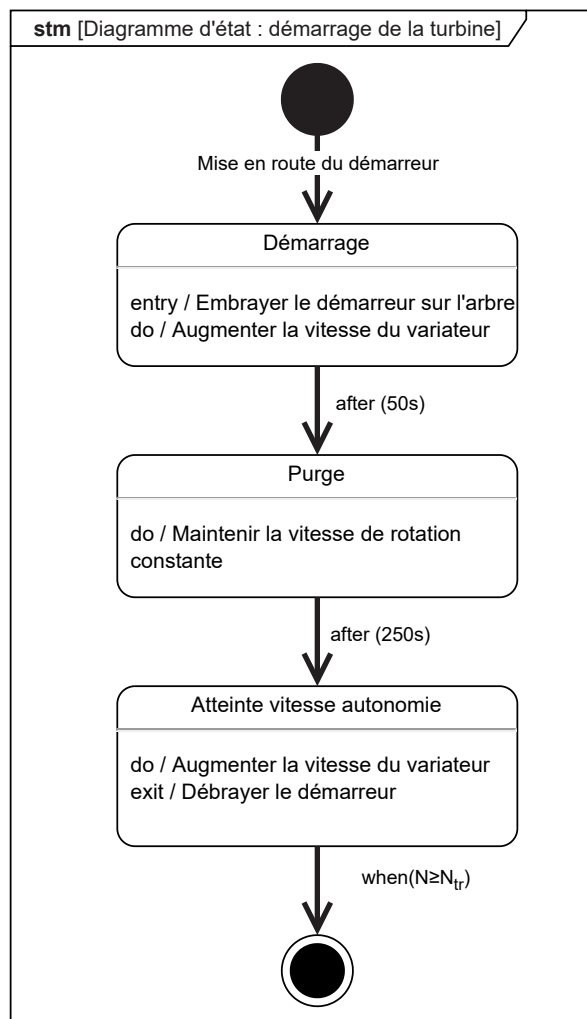 stm [Diagramme d'état : démarrage de la turbine]
Mise en route du démarreur
Démarrage
entry / Embrayer le démarreur sur l'arbre
do / Augmenter la vitesse du variateur
after (50s)
Purge
do / Maintenir la vitesse de rotation
constante
after (250s)
Atteinte vitesse autonomie
do / Augmenter la vitesse du variateur
exit / Débrayer le démarreur
when(N≥Ntr)